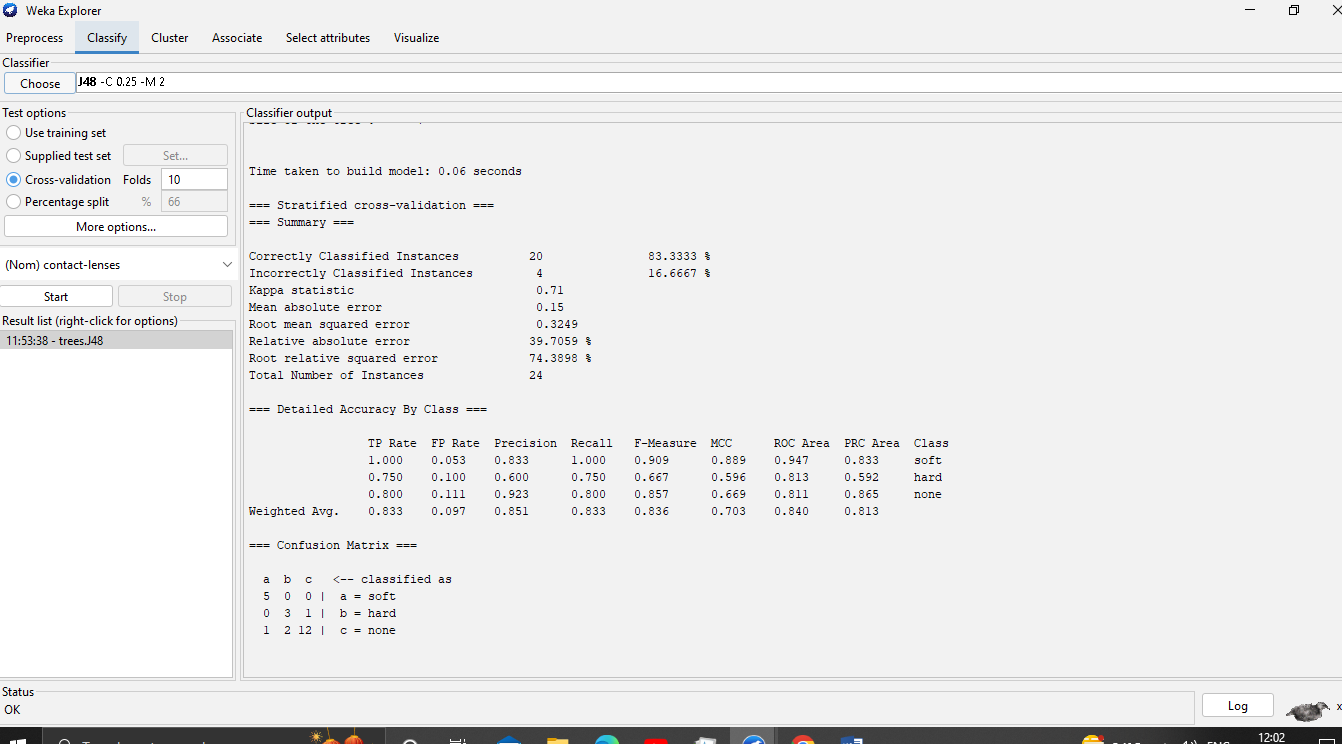 Weka Explorer
Preprocess Classify Cluster Associate Select attributes Visualize
Classifier
Choose J48 -C 0.25 -M 2
Test options
Use training set
Supplied test set Set...
Cross-validation Folds 10
Percentage split % 66
More options...
(Nom) contact-lenses
Start Stop
Result list (right-click for options)
11:53:38 - trees.J48
Classifier output
Time taken to build model: 0.06 seconds
=== Stratified cross-validation ===
=== Summary ===
Correctly Classified Instances 20 83.3333 %
Incorrectly Classified Instances 4 16.6667 %
Kappa statistic 0.71
Mean absolute error 0.15
Root mean squared error 0.3249
Relative absolute error 39.7059 %
Root relative squared error 74.3898 %
Total Number of Instances 24
=== Detailed Accuracy By Class ===
TP Rate FP Rate Precision Recall F-Measure MCC ROC Area PRC Area Class
1.000 0.053 0.833 1.000 0.909 0.889 0.947 0.833 soft
0.750 0.100 0.600 0.750 0.667 0.596 0.813 0.592 hard
0.800 0.111 0.923 0.800 0.857 0.669 0.811 0.865 none
Weighted Avg. 0.833 0.097 0.851 0.833 0.836 0.703 0.840 0.813
=== Confusion Matrix ===
a b c <-- classified as
5 0 0 | a = soft
0 3 1 | b = hard
1 2 12 | c = none
Status
OK
Log
x
12:02